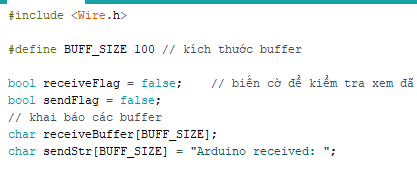 #include <Wire.h>
#define BUFF_SIZE 100 // kích thước buffer
bool receiveFlag = false;    // biến cờ để kiểm tra xem đã
bool sendFlag = false;
// khai báo các buffer
char receiveBuffer[BUFF_SIZE];
char sendStr[BUFF_SIZE] = "Arduino received: ";